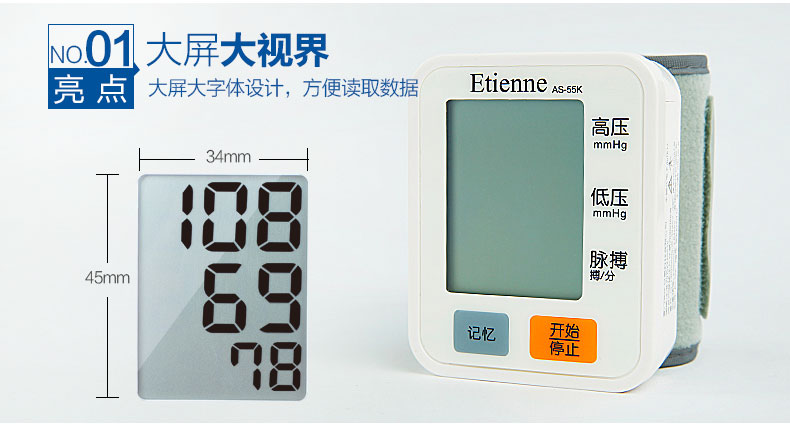 NO.01
亮点
大屏大视界
大屏大字体设计，方便读取数据
34mm
45mm
108
69
78
Etienne AS-55K
高压
mmHg
低压
mmHg
脉搏
搏/分
记忆
开始
停止